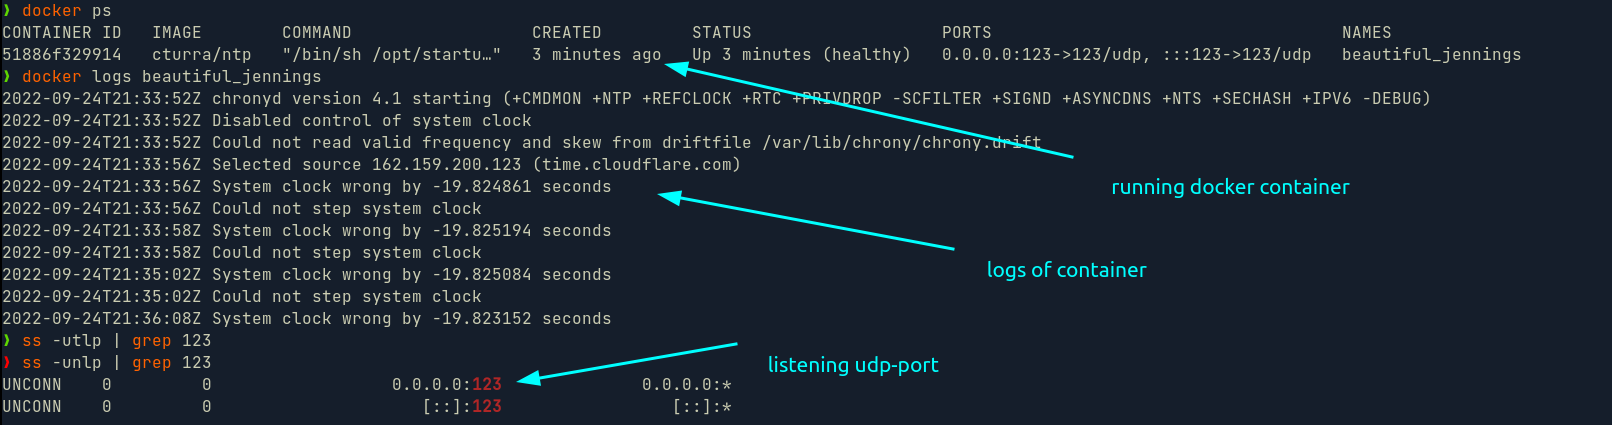 ❯ docker ps
CONTAINER ID   IMAGE        COMMAND                  CREATED         STATUS                   PORTS                                   NAMES
51886f329914   cturra/ntp   "/bin/sh /opt/startu…"   3 minutes ago   Up 3 minutes (healthy)   0.0.0.0:123->123/udp, :::123->123/udp   beautiful_jennings
❯ docker logs beautiful_jennings
2022-09-24T21:33:52Z chronyd version 4.1 starting (+CMDMON +NTP +REFCLOCK +RTC +PRIVDROP -SCFILTER +SIGND +ASYNCDNS +NTS +SECHASH +IPV6 -DEBUG)
2022-09-24T21:33:52Z Disabled control of system clock
2022-09-24T21:33:52Z Could not read valid frequency and skew from driftfile /var/lib/chrony/chrony.drift
2022-09-24T21:33:56Z Selected source 162.159.200.123 (time.cloudflare.com)
2022-09-24T21:33:56Z System clock wrong by -19.824861 seconds
running docker container
2022-09-24T21:33:56Z Could not step system clock
2022-09-24T21:33:58Z System clock wrong by -19.825194 seconds
2022-09-24T21:33:58Z Could not step system clock
2022-09-24T21:35:02Z System clock wrong by -19.825084 seconds
logs of container
2022-09-24T21:35:02Z Could not step system clock
2022-09-24T21:36:08Z System clock wrong by -19.823152 seconds
❯ ss -utlp | grep 123
❯ ss -unlp | grep 123
listening udp-port
UNCONN    0         0                  0.0.0.0:123              0.0.0.0:*
UNCONN    0         0                     [::]:123                 [::]:*